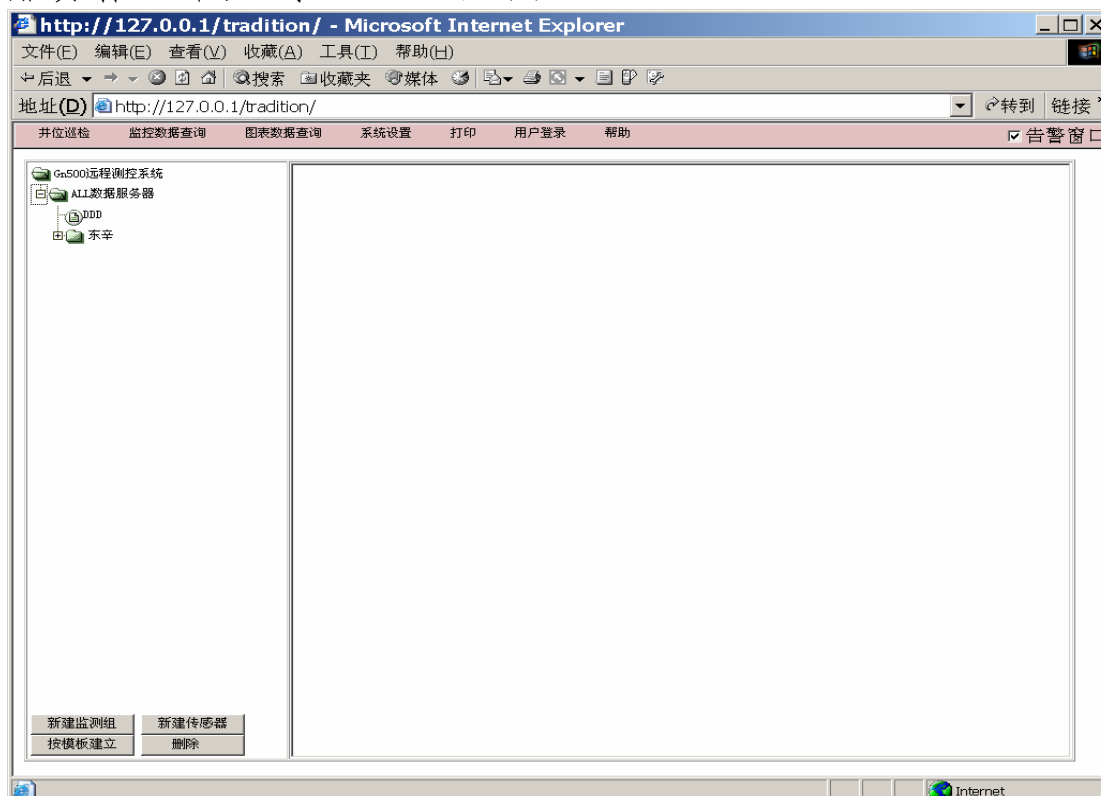 http://127.0.0.1/tradition/ - Microsoft Internet Explorer
文件(F) 编辑(E) 查看(V) 收藏(A) 工具(T) 帮助(H)
后退 搜索 收藏夹 媒体
地址(D) http://127.0.0.1/tradition/ 转到 链接
井位巡检 监控数据查询 图表数据查询 系统设置 打印 用户登录 帮助 告警窗口
Gn500远程测控系统
ALL数据服务器
DDD
东辛
新建监测组 新建传感器
按模板建立 删除
Internet